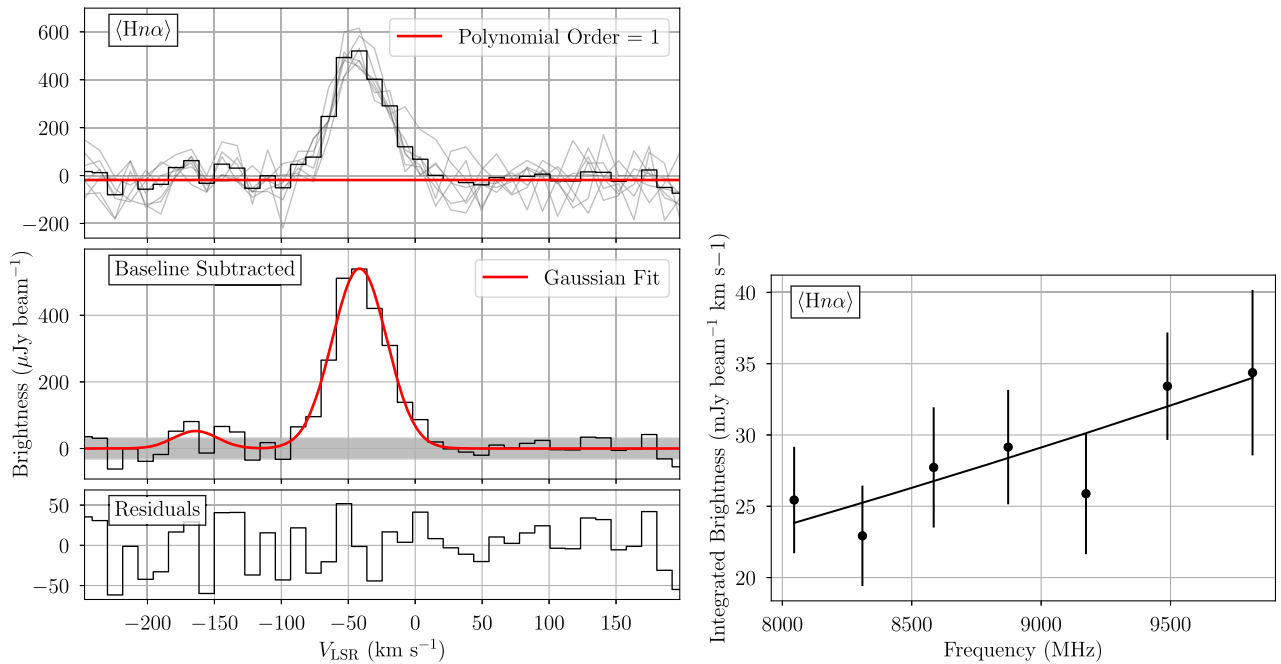 ⟨Hnα⟩
Polynomial Order = 1
600
400
200
0
−200
Baseline Subtracted
Gaussian Fit
Brightness (μJy beam⁻¹)
400
200
0
Residuals
50
0
−50
−200
−150
−100
−50
0
50
100
150
V_LSR (km s⁻¹)
⟨Hnα⟩
Integrated Brightness (mJy beam⁻¹ km s−1)
40
35
30
25
20
8000
8500
9000
9500
Frequency (MHz)